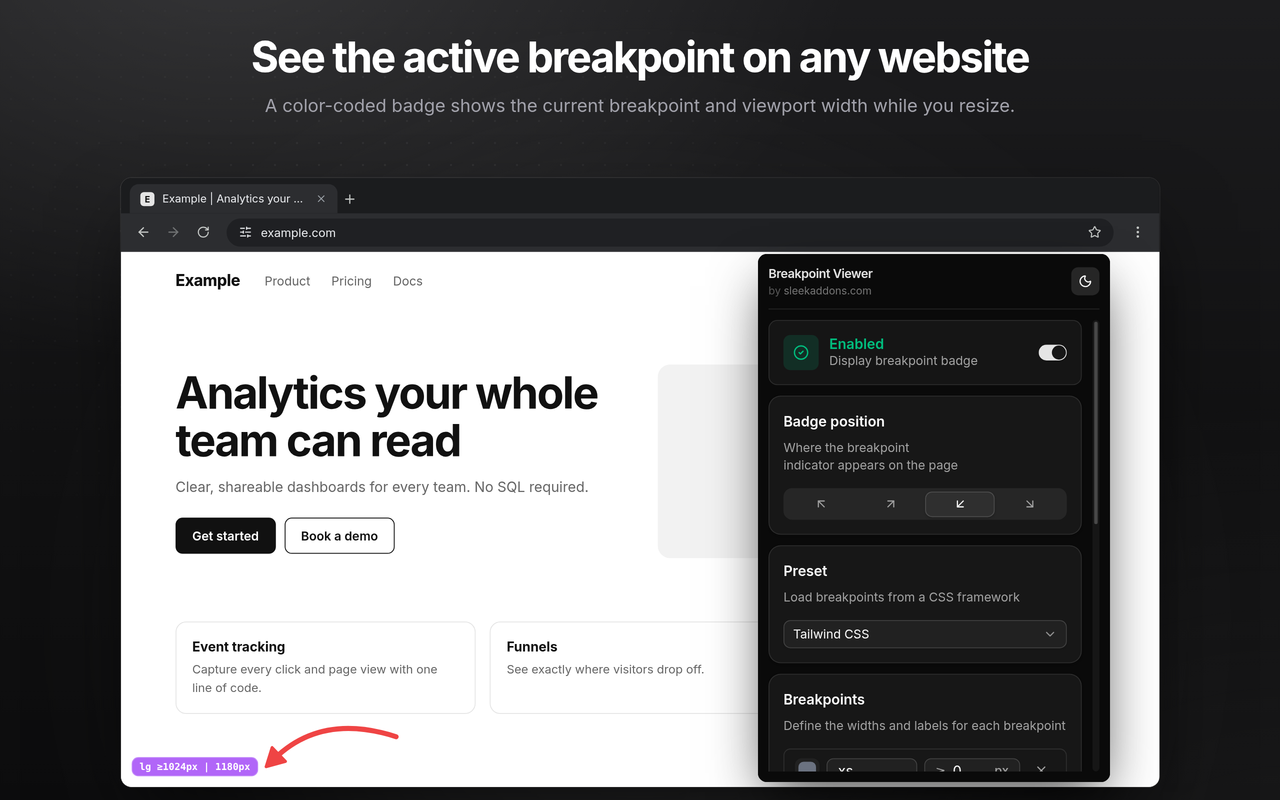 See the active breakpoint on any website
A color-coded badge shows the current breakpoint and viewport width while you resize.
E Example | Analytics your ...
example.com
Example Product Pricing Docs
Analytics your whole
team can read
Clear, shareable dashboards for every team. No SQL required.
Get started Book a demo
Event tracking
Capture every click and page view with one
line of code.
Funnels
See exactly where visitors drop off.
lg ≥1024px | 1180px
Breakpoint Viewer
by sleekaddons.com
Enabled
Display breakpoint badge
Badge position
Where the breakpoint
indicator appears on the page
Preset
Load breakpoints from a CSS framework
Tailwind CSS
Breakpoints
Define the widths and labels for each breakpoint
xs ≥ 0 px